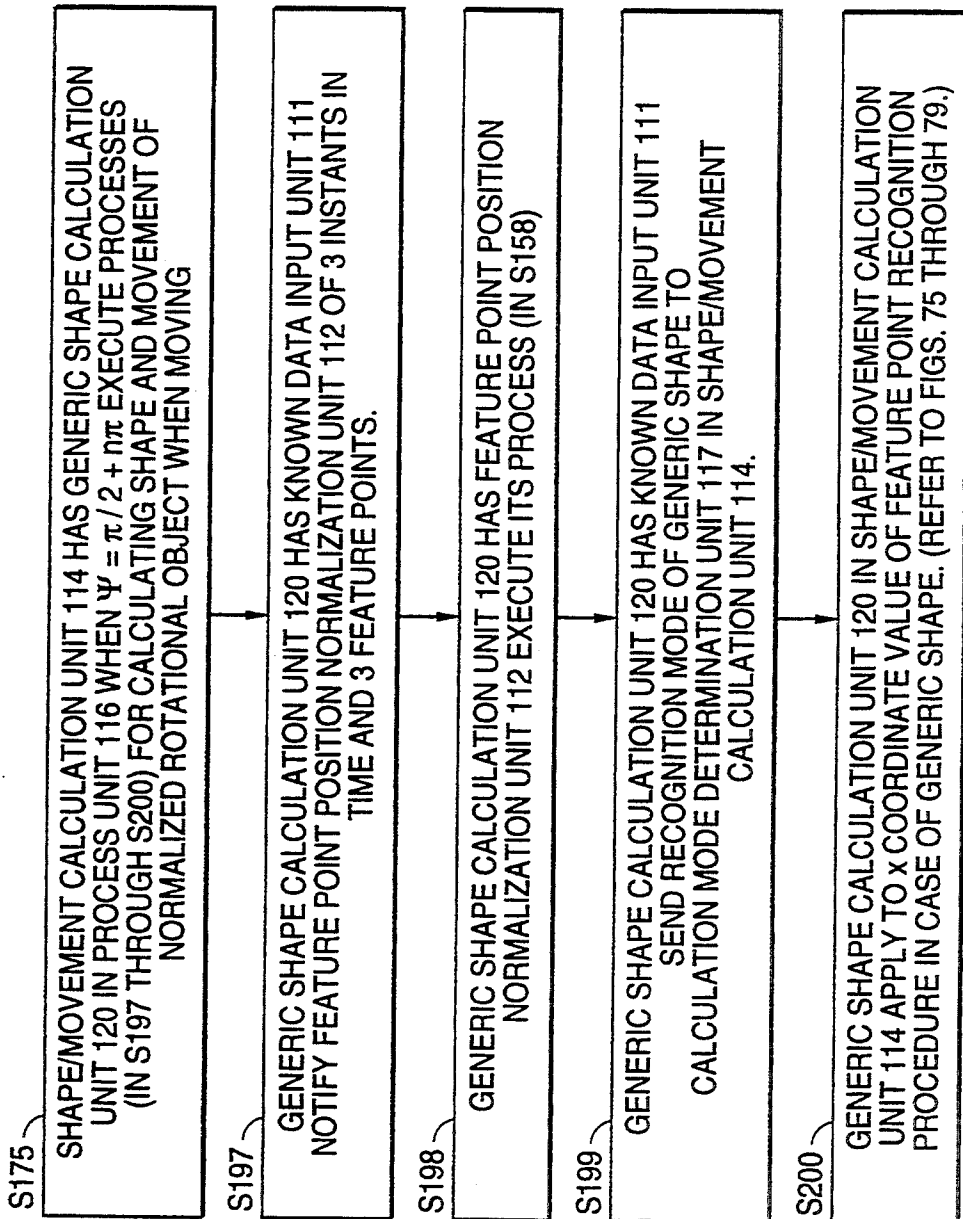 S175
SHAPE/MOVEMENT CALCULATION UNIT 114 HAS GENERIC SHAPE CALCULATION
UNIT 120 IN PROCESS UNIT 116 WHEN Ψ = π/2 + nπ EXECUTE PROCESSES
(IN S197 THROUGH S200) FOR CALCULATING SHAPE AND MOVEMENT OF
NORMALIZED ROTATIONAL OBJECT WHEN MOVING
S197
GENERIC SHAPE CALCULATION UNIT 120 HAS KNOWN DATA INPUT UNIT 111
NOTIFY FEATURE POINT POSITION NORMALIZATION UNIT 112 OF 3 INSTANTS IN
TIME AND 3 FEATURE POINTS.
S198
GENERIC SHAPE CALCULATION UNIT 120 HAS FEATURE POINT POSITION
NORMALIZATION UNIT 112 EXECUTE ITS PROCESS (IN S158)
S199
GENERIC SHAPE CALCULATION UNIT 120 HAS KNOWN DATA INPUT UNIT 111
SEND RECOGNITION MODE OF GENERIC SHAPE TO
CALCULATION MODE DETERMINATION UNIT 117 IN SHAPE/MOVEMENT
CALCULATION UNIT 114.
S200
GENERIC SHAPE CALCULATION UNIT 120 IN SHAPE/MOVEMENT CALCULATION
UNIT 114 APPLY TO x COORDINATE VALUE OF FEATURE POINT RECOGNITION
PROCEDURE IN CASE OF GENERIC SHAPE. (REFER TO FIGS. 75 THROUGH 79.)